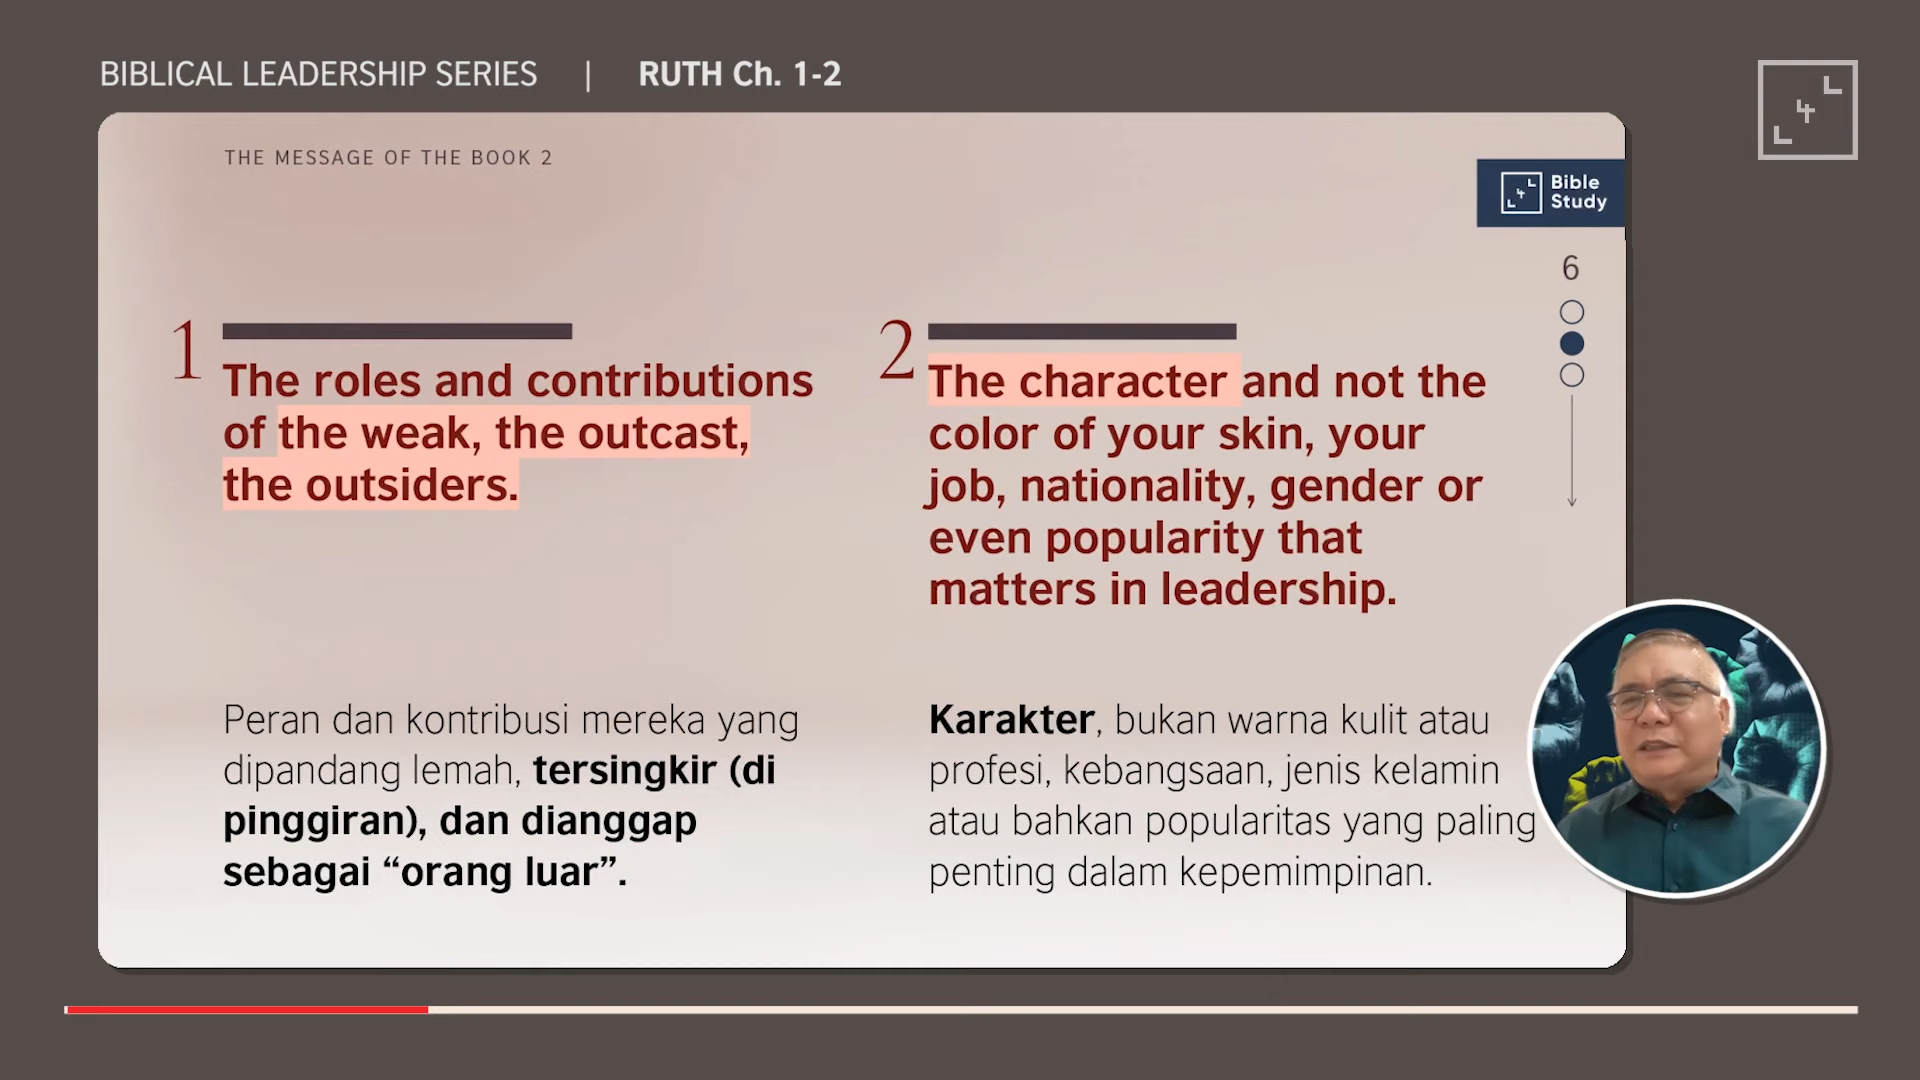 BIBLICAL LEADERSHIP SERIES | RUTH Ch. 1-2
THE MESSAGE OF THE BOOK 2
Bible
Study
6
1
The roles and contributions
of the weak, the outcast,
the outsiders.
Peran dan kontribusi mereka yang
dipandang lemah, tersingkir (di
pinggiran), dan dianggap
sebagai “orang luar”.
2
The character and not the
color of your skin, your
job, nationality, gender or
even popularity that
matters in leadership.
Karakter, bukan warna kulit atau
profesi, kebangsaan, jenis kelamin
atau bahkan popularitas yang paling
penting dalam kepemimpinan.